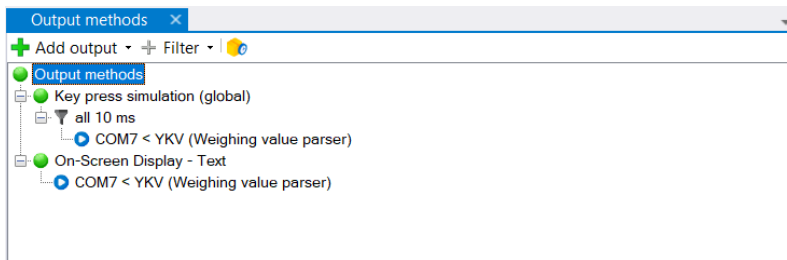 Output methods
Add output Filter
Output methods
Key press simulation (global)
all 10 ms
COM7 < YKV (Weighing value parser)
On-Screen Display - Text
COM7 < YKV (Weighing value parser)